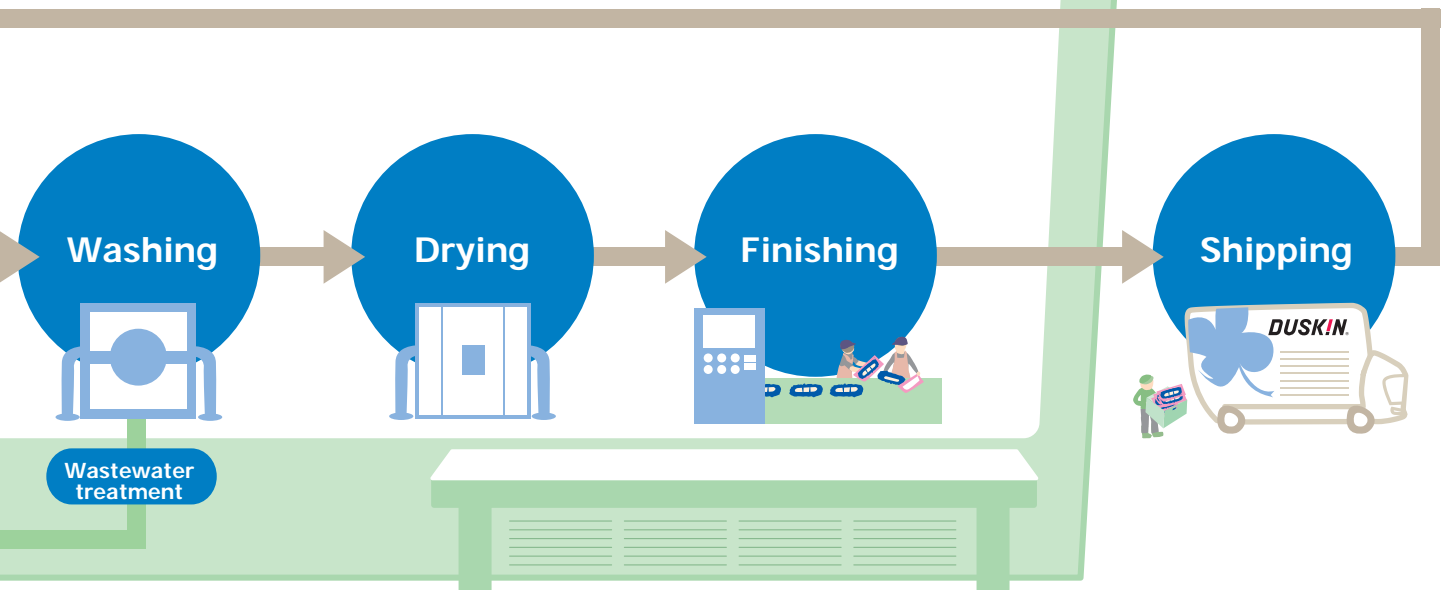 Washing
Drying
Finishing
Shipping
DUSKIN
Wastewater
treatment